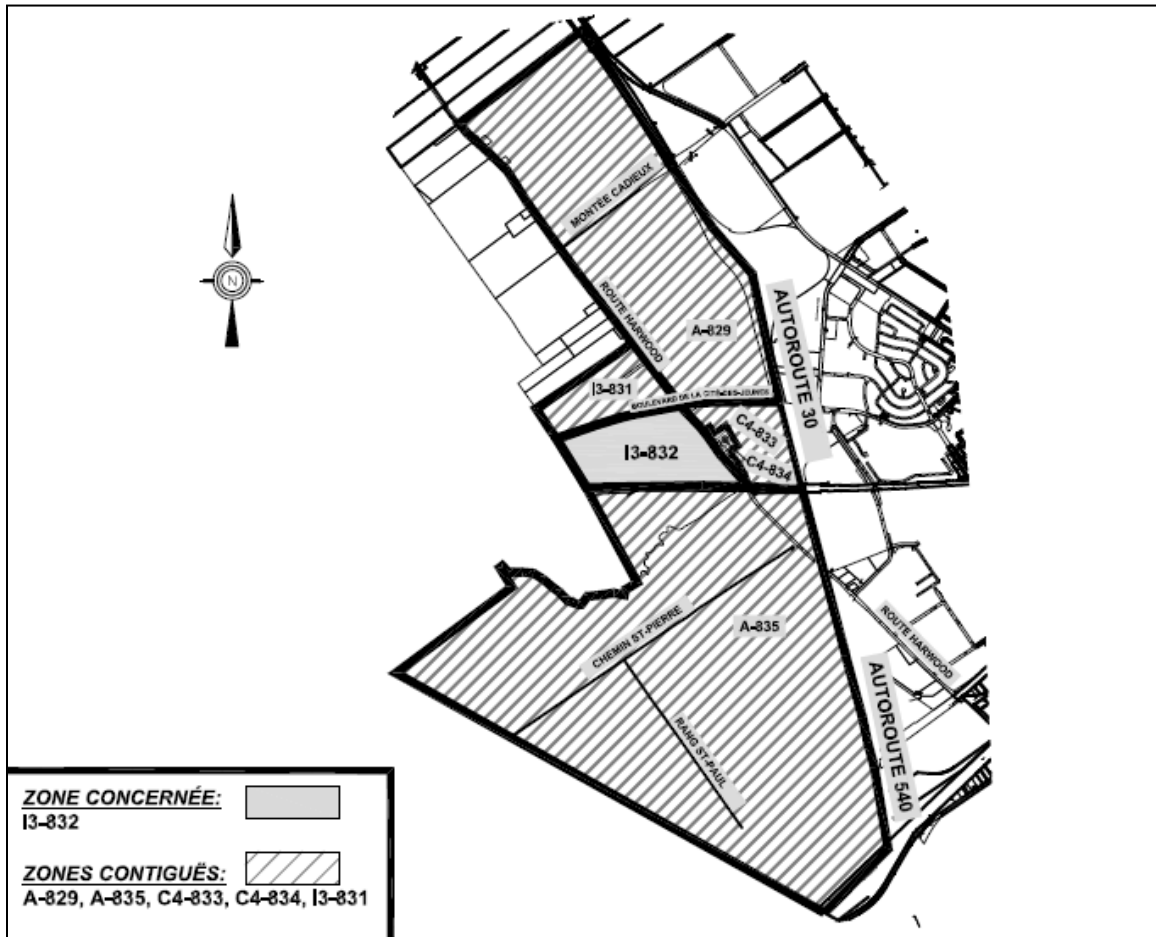 MONTÉE CADIEUX
N
ROUTE HARWOOD
A-829
AUTOROUTE 30
I3-831
BOULEVARD DE LA CITÉ-DES-JEUNES
C4-833
I3-832
C4-834
CHEMIN ST-PIERRE
A-835
ROUTE HARWOOD
RANG ST-PAUL
AUTOROUTE 540
ZONE CONCERNÉE:
I3-832
ZONES CONTIGUËS:
A-829, A-835, C4-833, C4-834, I3-831